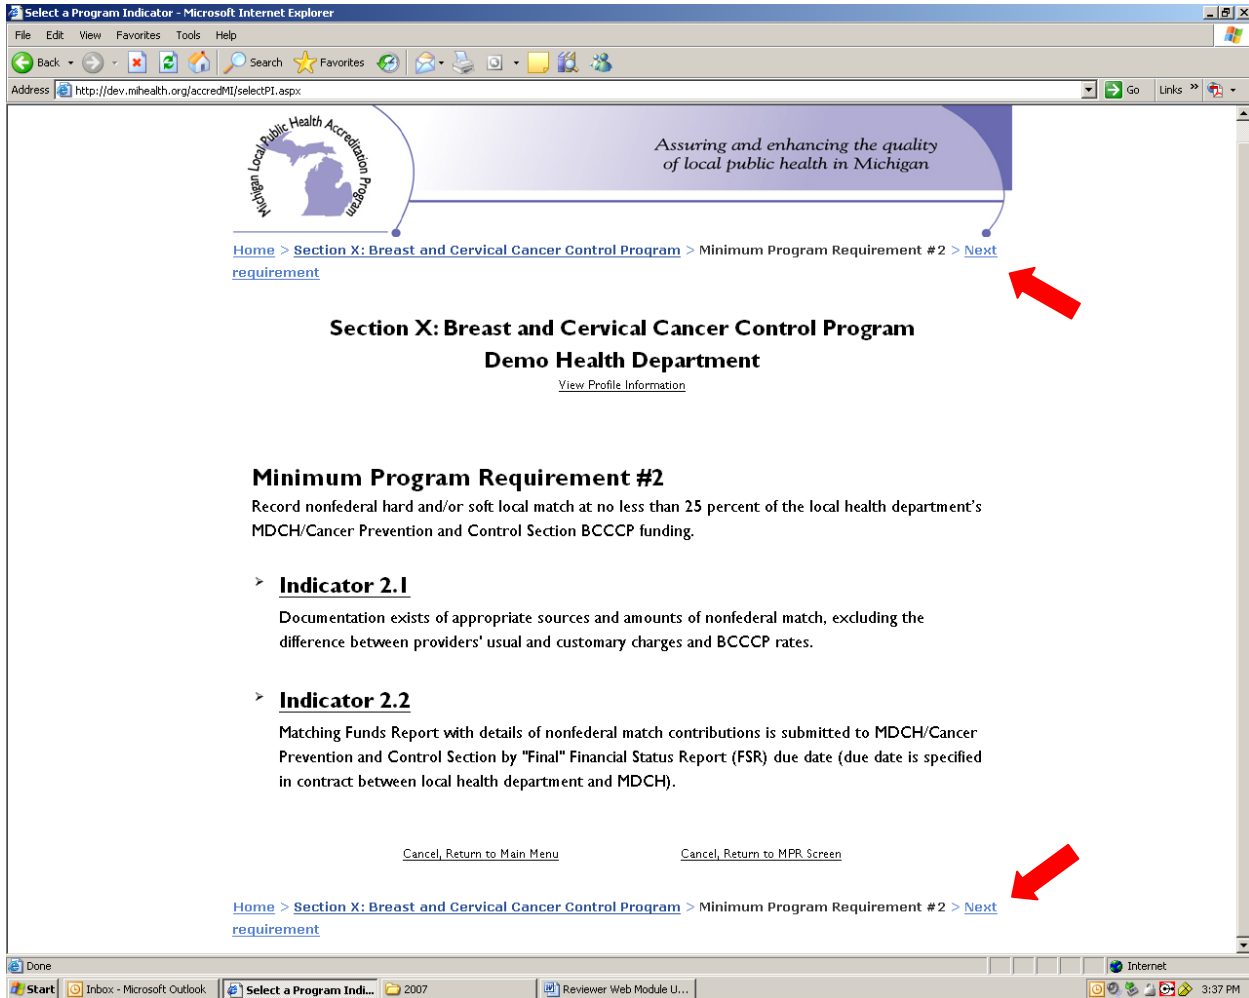 Select a Program Indicator - Microsoft Internet Explorer
File Edit View Favorites Tools Help
Back Search Favorites
Address http://dev.mihealth.org/accredMI/selectPI.aspx Go Links »
Michigan Local Public Health Accreditation Program
Assuring and enhancing the quality
of local public health in Michigan
Home > Section X: Breast and Cervical Cancer Control Program > Minimum Program Requirement #2 > Next
requirement
Section X: Breast and Cervical Cancer Control Program
Demo Health Department
View Profile Information
Minimum Program Requirement #2
Record nonfederal hard and/or soft local match at no less than 25 percent of the local health department's
MDCH/Cancer Prevention and Control Section BCCCP funding.
➢ Indicator 2.1
Documentation exists of appropriate sources and amounts of nonfederal match, excluding the
difference between providers' usual and customary charges and BCCCP rates.
➢ Indicator 2.2
Matching Funds Report with details of nonfederal match contributions is submitted to MDCH/Cancer
Prevention and Control Section by "Final" Financial Status Report (FSR) due date (due date is specified
in contract between local health department and MDCH).
Cancel, Return to Main Menu Cancel, Return to MPR Screen
Home > Section X: Breast and Cervical Cancer Control Program > Minimum Program Requirement #2 > Next
requirement
Done Internet
Start Inbox - Microsoft Outlook Select a Program Indi... 2007 Reviewer Web Module U... 3:37 PM